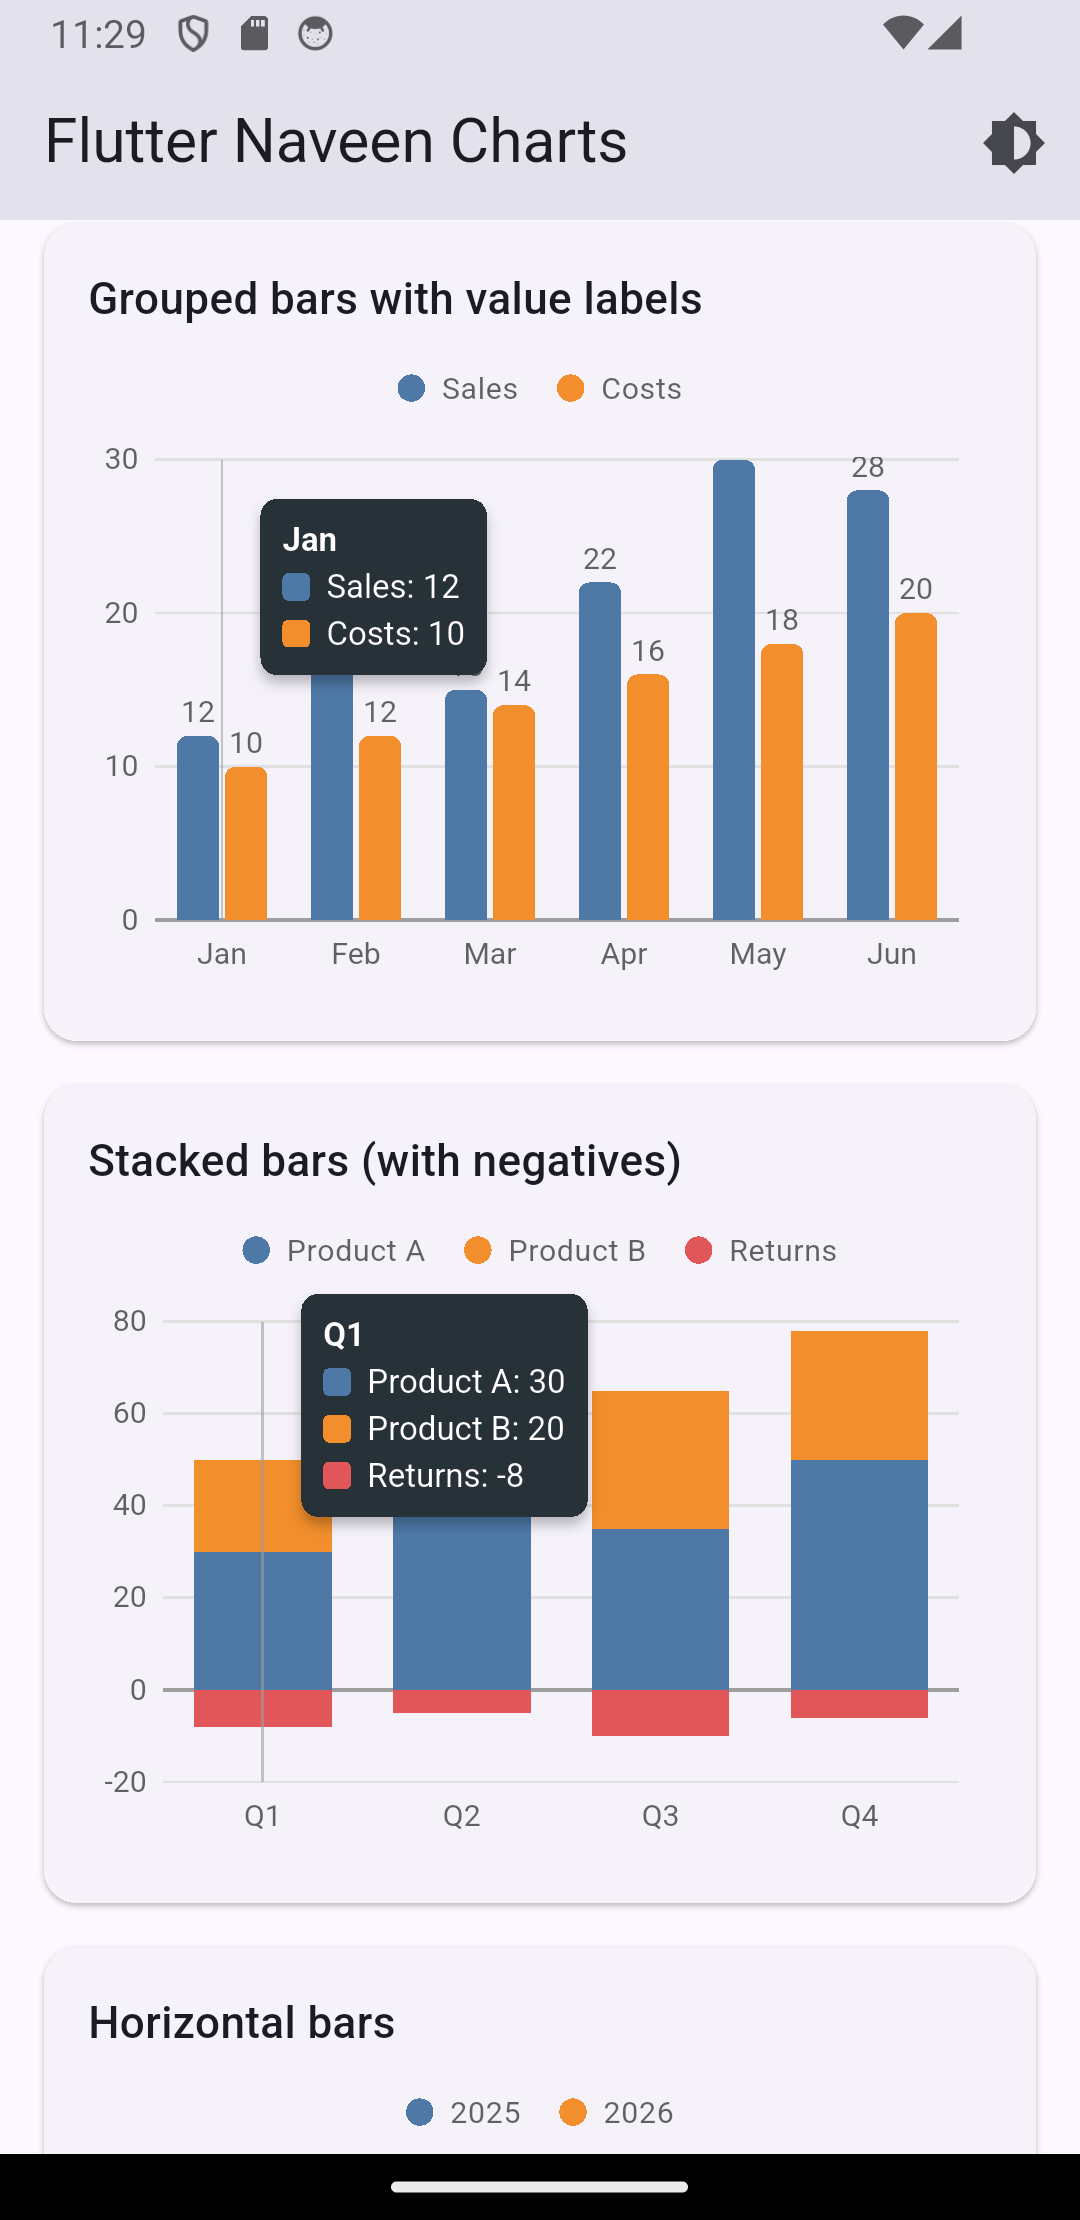 11:29
Flutter Naveen Charts
Grouped bars with value labels
Sales Costs
30
28
Jan
Sales: 12
Costs: 10
22
20
20
18
16
14
12
12
10
10
0
Jan Feb Mar Apr May Jun
Stacked bars (with negatives)
Product A Product B Returns
80
Q1
Product A: 30
Product B: 20
Returns: -8
60
40
20
0
-20
Q1 Q2 Q3 Q4
Horizontal bars
2025 2026